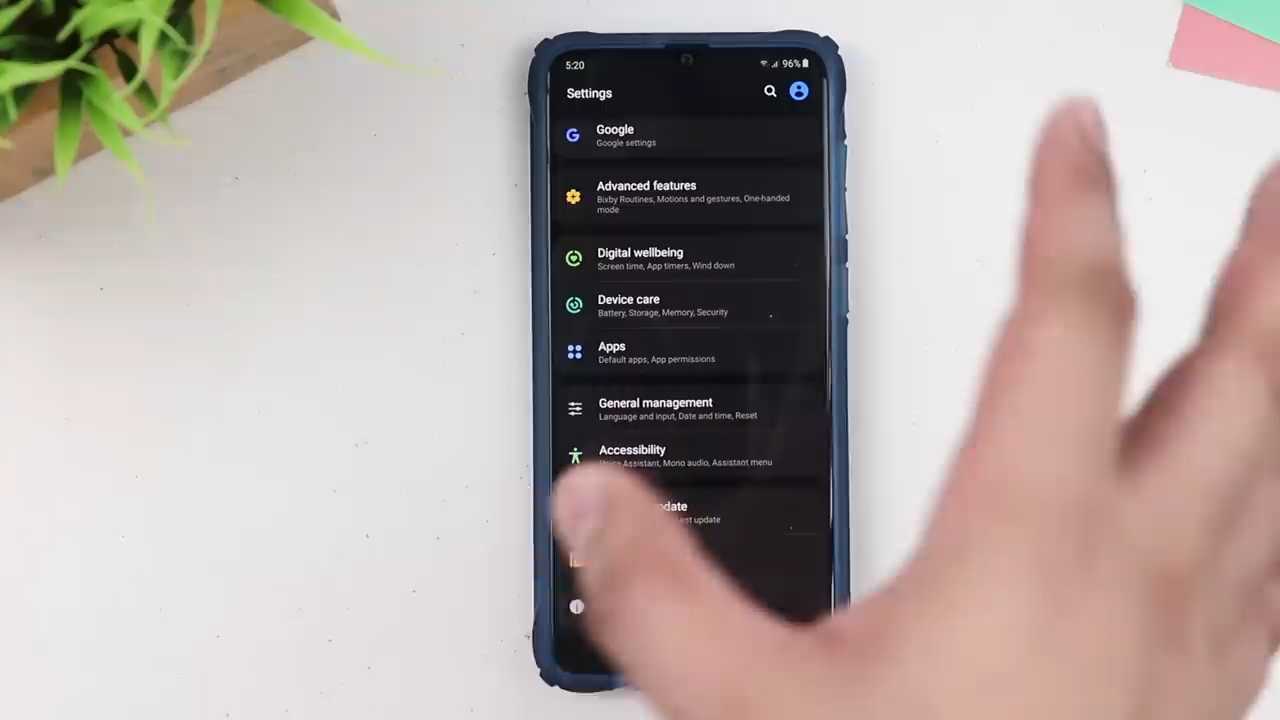 5:20
96%
Settings
Google
Google settings
Advanced features
Bixby Routines, Motions and gestures, One-handed
mode
Digital wellbeing
Screen time, App timers, Wind down
Device care
Battery, Storage, Memory, Security
Apps
Default apps, App permissions
General management
Language and input, Date and time, Reset
Accessibility
Assistant, Mono audio, Assistant menu
update